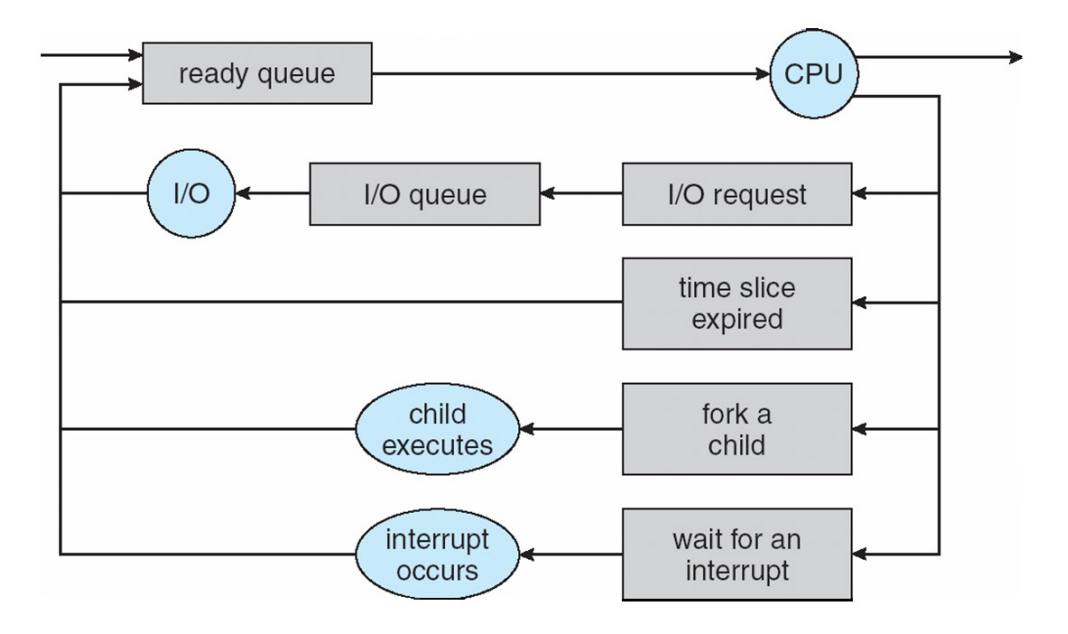 ready queue
CPU
I/O
I/O queue
I/O request
time slice
expired
child
executes
fork a
child
interrupt
occurs
wait for an
interrupt